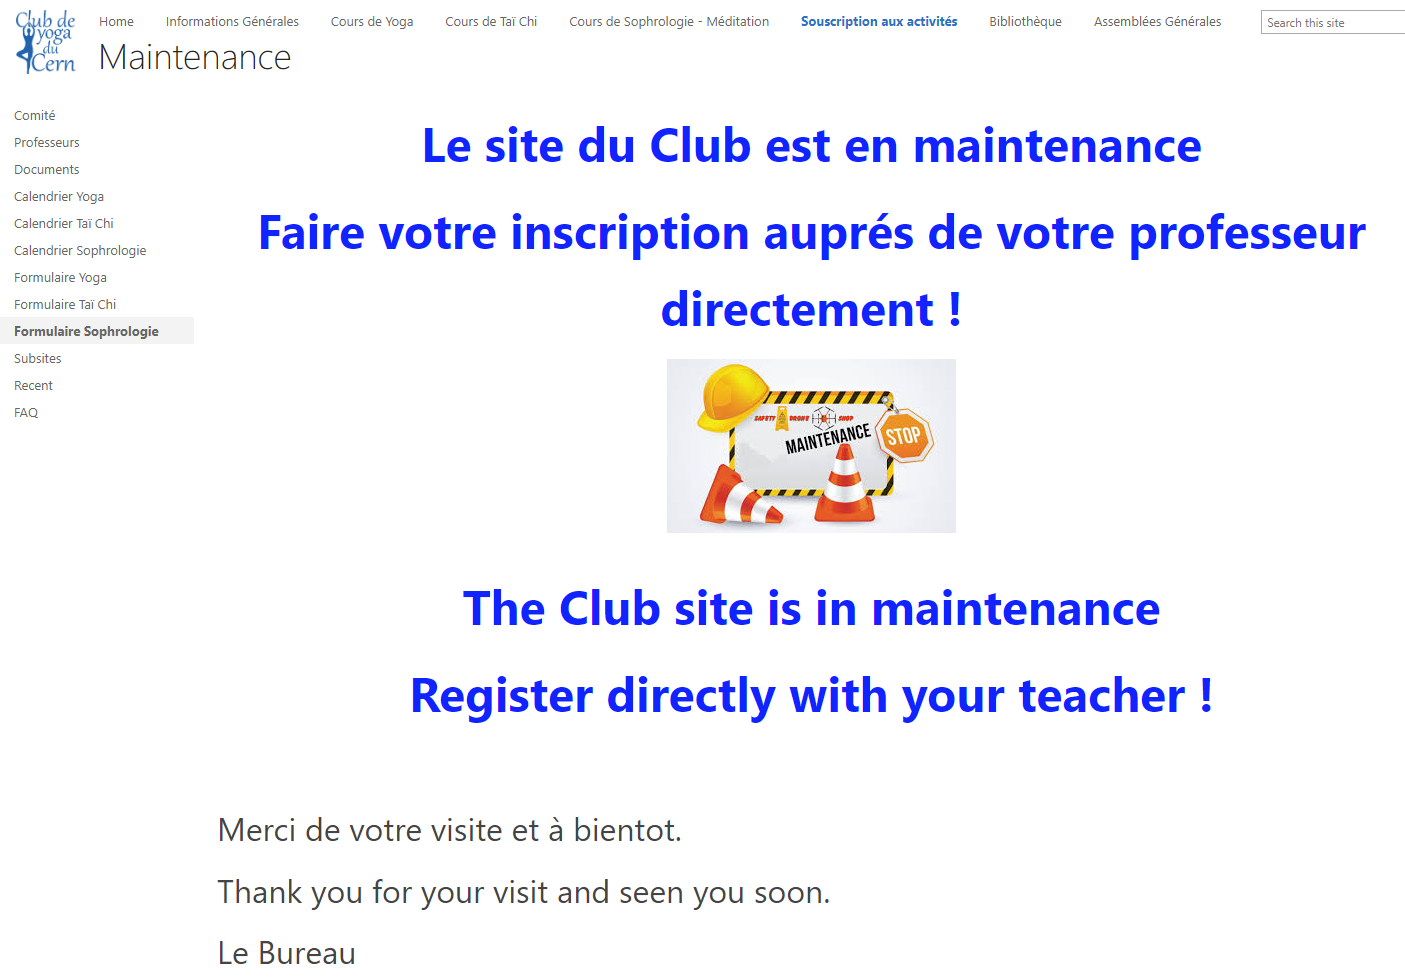 Club de
yoga
du
Cern
Home
Informations Générales
Cours de Yoga
Cours de Taï Chi
Cours de Sophrologie - Méditation
Souscription aux activités
Bibliothèque
Assemblées Générales
Search this site
Maintenance
Comité
Professeurs
Documents
Calendrier Yoga
Calendrier Taï Chi
Calendrier Sophrologie
Formulaire Yoga
Formulaire Taï Chi
Formulaire Sophrologie
Subsites
Recent
FAQ
Le site du Club est en maintenance
Faire votre inscription auprés de votre professeur
directement !
SAFETY DRONE SHOP
MAINTENANCE
STOP
The Club site is in maintenance
Register directly with your teacher !
Merci de votre visite et à bientot.
Thank you for your visit and seen you soon.
Le Bureau